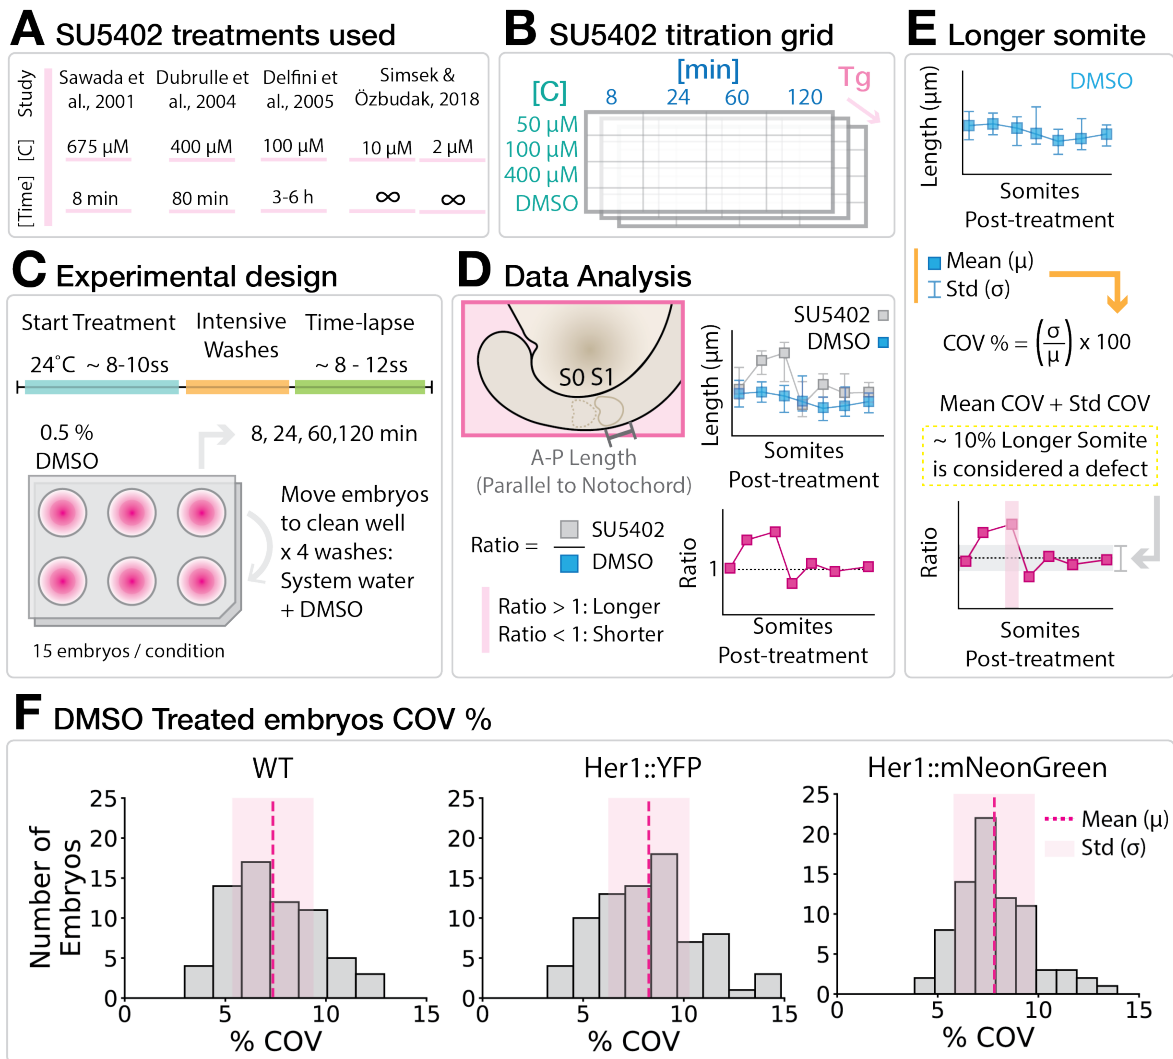 A SU5402 treatments used
Study
Sawada et al., 2001
Dubrulle et al., 2004
Delfini et al., 2005
Simsek & Özbudak, 2018
[C]
675 µM
400 µM
100 µM
10 µM
2 µM
[Time]
8 min
80 min
3-6 h
∞
∞
B SU5402 titration grid
[min]
Tg
[C]
8 24 60 120
50 µM
100 µM
400 µM
DMSO
C Experimental design
Start Treatment
Intensive
Washes
Time-lapse
24˚C ~ 8-10ss
~ 8 - 12ss
0.5 %
DMSO
8, 24, 60,120 min
Move embryos
to clean well
x 4 washes:
System water
+ DMSO
15 embryos / condition
D Data Analysis
S0 S1
A-P Length
(Parallel to Notochord)
Length (µm)
SU5402
DMSO
Somites
Post-treatment
Ratio =
SU5402
DMSO
Ratio > 1: Longer
Ratio < 1: Shorter
Ratio
1
Somites
Post-treatment
E Longer somite
Length (µm)
DMSO
Somites
Post-treatment
Mean (µ)
Std (σ)
COV % = (σ/µ) x 100
Mean COV + Std COV
~ 10% Longer Somite
is considered a defect
Ratio
Somites
Post-treatment
F DMSO Treated embryos COV %
WT
Number of
Embryos
25
20
15
10
5
0
0 5 10 15
% COV
Her1::YFP
25
20
15
10
5
0
0 5 10 15
% COV
Her1::mNeonGreen
25
20
15
10
5
0
0 5 10 15
% COV
Mean (µ)
Std (σ)